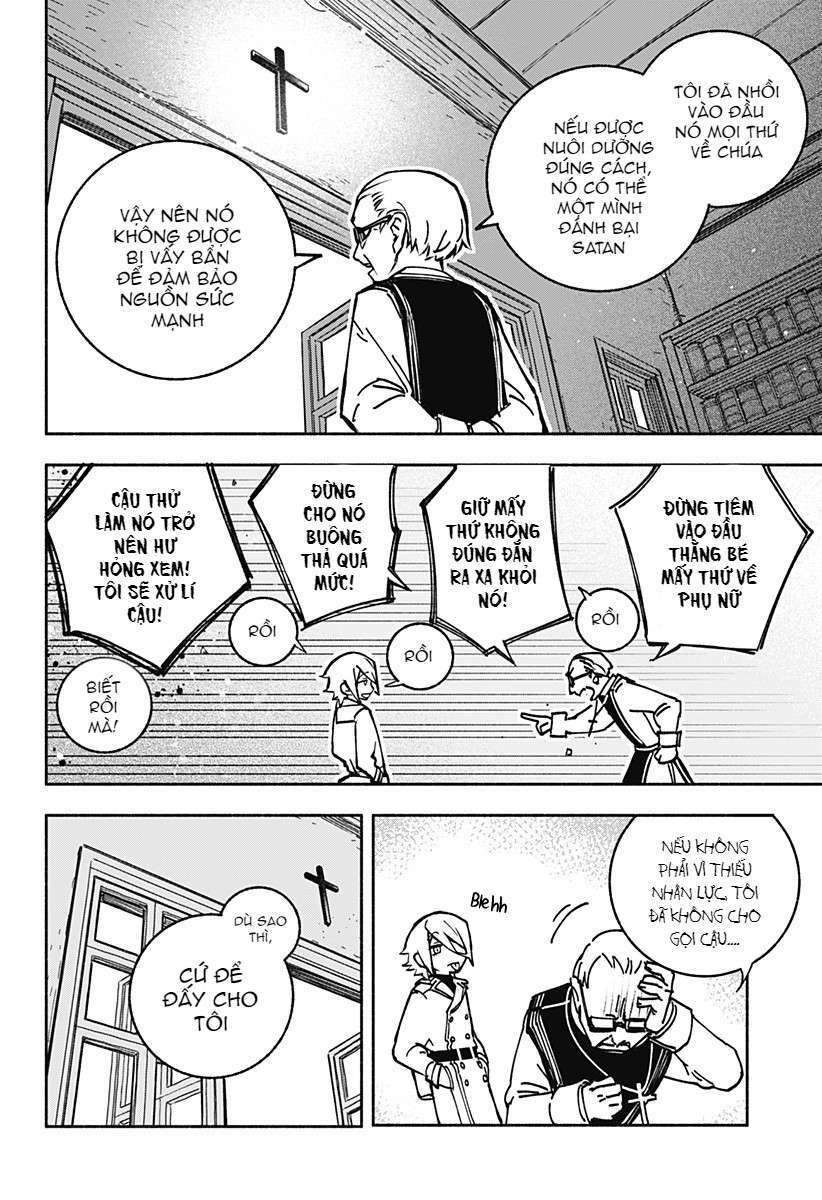 TÔI ĐÃ NHỒI
VÀO ĐẦU
NÓ MỌI THỨ
VỀ CHÚA
NẾU ĐƯỢC
NUÔI DƯỠNG
ĐÚNG CÁCH,
NÓ CÓ THỂ
MỘT MÌNH
ĐÁNH BẠI
SATAN
VẬY NÊN NÓ
KHÔNG ĐƯỢC
BỊ VẤY BẨN
ĐỂ ĐẢM BẢO
NGUỒN SỨC
MẠNH
ĐỪNG TIÊM
VÀO ĐẦU
THẰNG BÉ
MẤY THỨ VỀ
PHỤ NỮ
RỒI
GIỮ MẤY
THỨ KHÔNG
ĐÚNG ĐẮN
RA XA KHỎI
NÓ!
RỒI
ĐỪNG
CHO NÓ
BUÔNG
THẢ QUÁ
MỨC!
RỒI
CẬU THỬ
LÀM NÓ TRỞ
NÊN HƯ
HỎNG XEM!
TÔI SẼ XỬ LÍ
CẬU!
BIẾT
RỒI
MÀ!
NẾU KHÔNG
PHẢI VÌ THIẾU
NHÂN LỰC, TÔI
ĐÃ KHÔNG CHO
GỌI CẬU....
Blehh
DÙ SAO
THÌ,
CỨ ĐỂ
ĐẤY CHO
TÔI